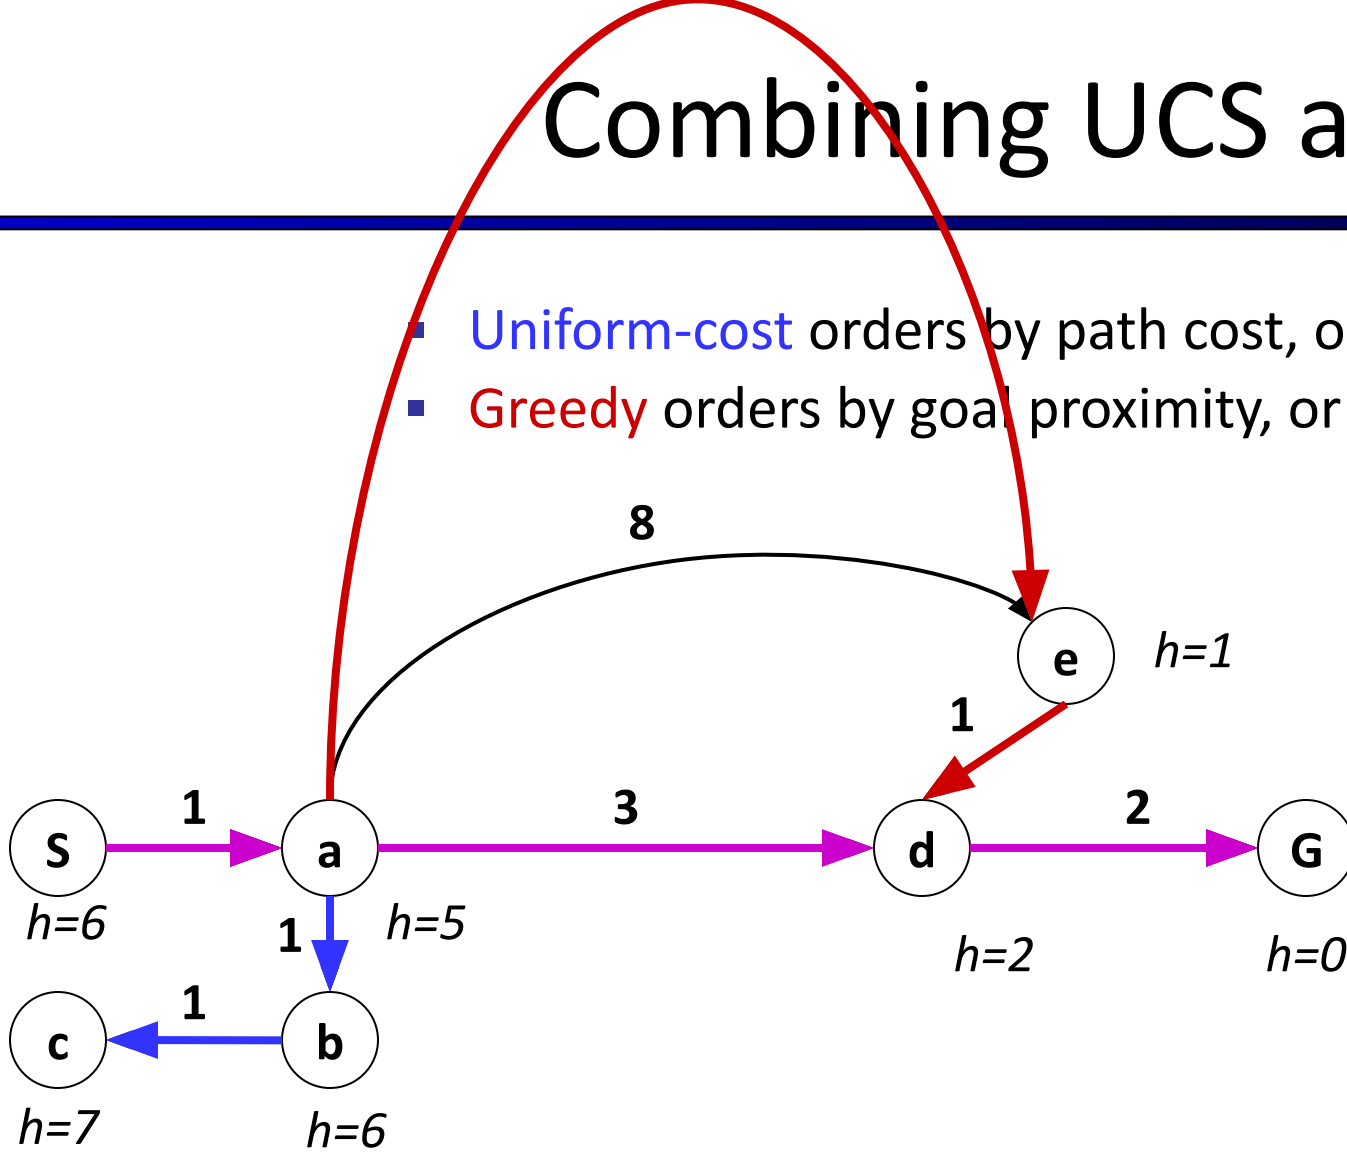 Combining UCS a
Uniform-cost orders by path cost, o
Greedy orders by goal proximity, or
8
e
h=1
1
1
3
2
S
a
d
G
h=6
1
h=5
h=2
h=0
1
c
b
h=7
h=6